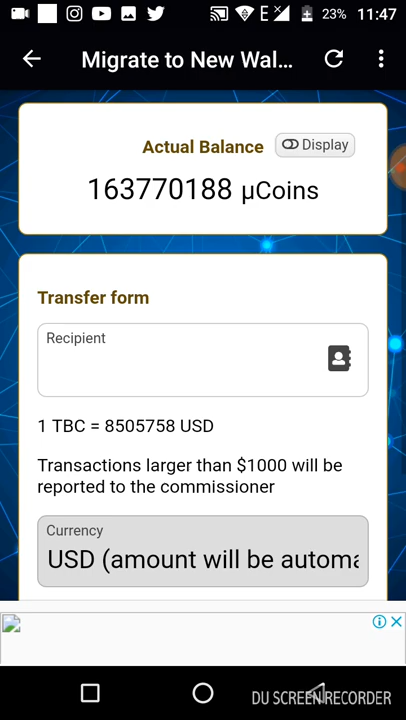 E 23% 11:47
Migrate to New Wal...
Actual Balance Display
163770188 µCoins
Transfer form
Recipient
1 TBC = 8505758 USD
Transactions larger than $1000 will be
reported to the commissioner
Currency
USD (amount will be automa
DU SCREEN RECORDER